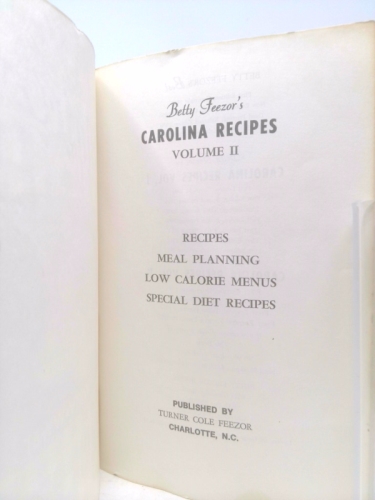 Betty Feezor's
CAROLINA RECIPES
VOLUME II
RECIPES
MEAL PLANNING
LOW CALORIE MENUS
SPECIAL DIET RECIPES
PUBLISHED BY
TURNER COLE FEEZOR
CHARLOTTE, N.C.